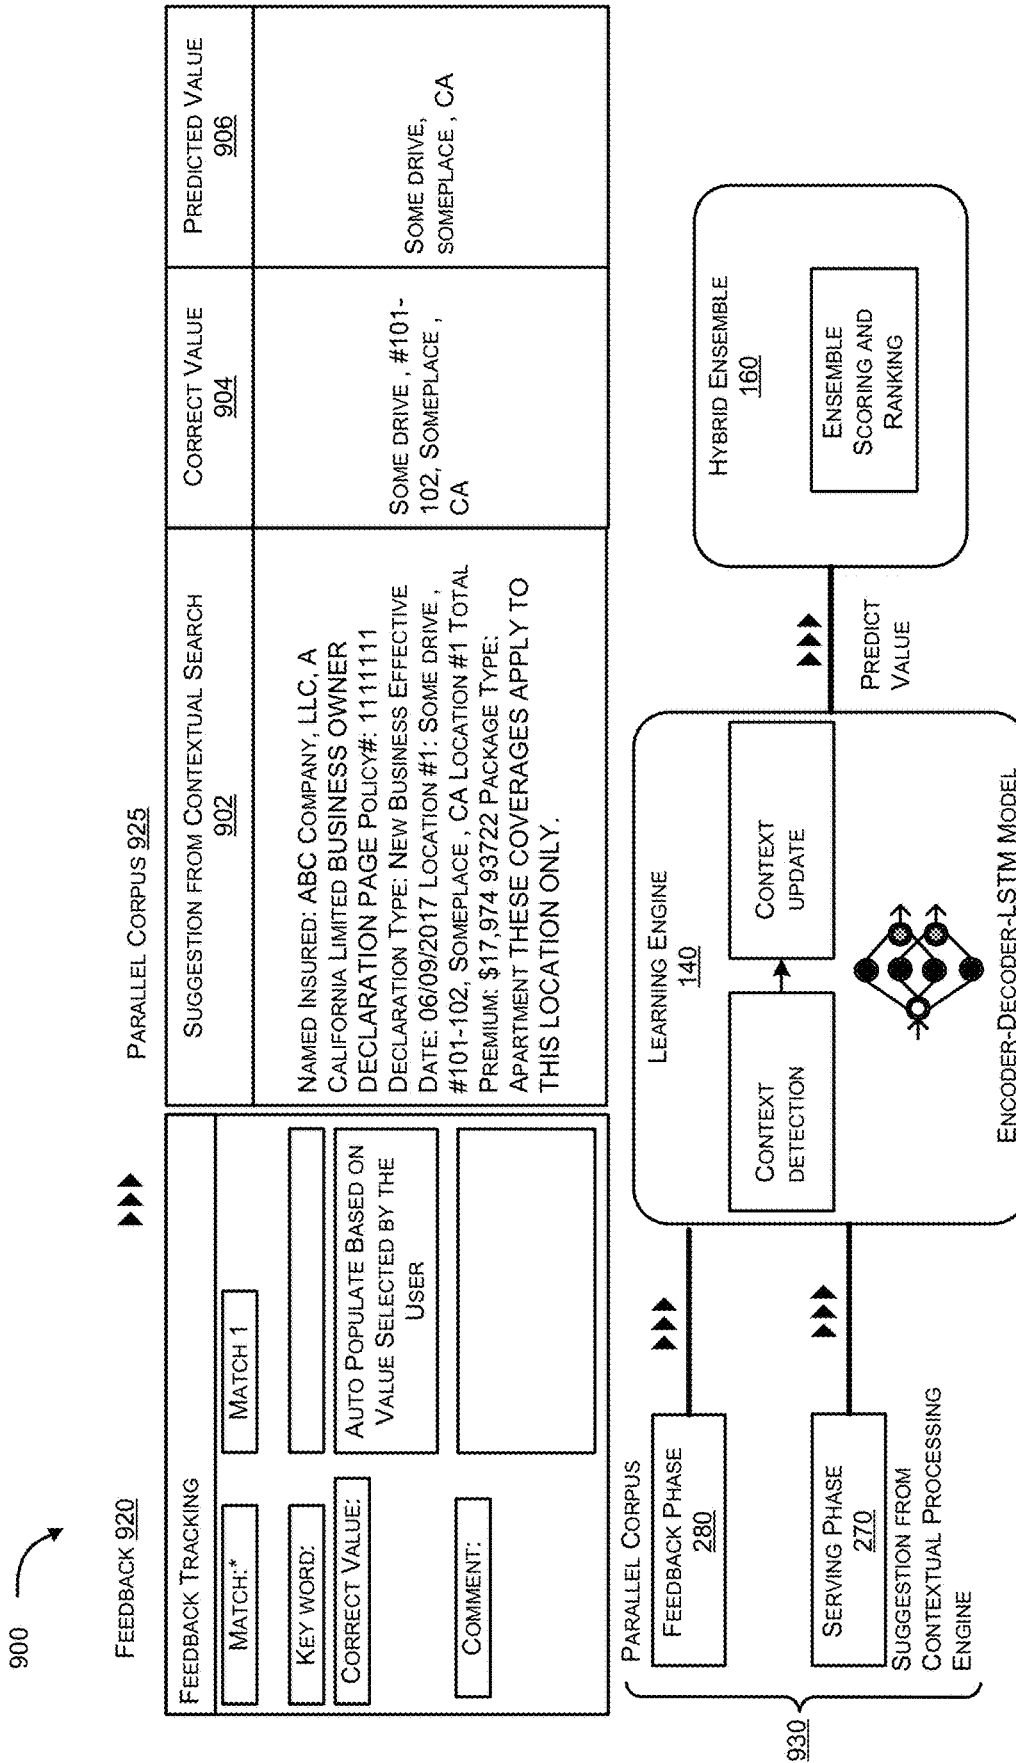 900
FEEDBACK 920
PARALLEL CORPUS 925
FEEDBACK TRACKING
MATCH:*
MATCH 1
KEY WORD:
CORRECT VALUE:
AUTO POPULATE BASED ON
VALUE SELECTED BY THE
USER
COMMENT:
SUGGESTION FROM CONTEXTUAL SEARCH
902
CORRECT VALUE
904
PREDICTED VALUE
906
NAMED INSURED: ABC COMPANY, LLC, A
CALIFORNIA LIMITED BUSINESS OWNER
DECLARATION PAGE POLICY#: 1111111
DECLARATION TYPE: NEW BUSINESS EFFECTIVE
DATE: 06/09/2017 LOCATION #1: SOME DRIVE ,
#101-102, SOMEPLACE , CA LOCATION #1 TOTAL
PREMIUM: $17,974 93722 PACKAGE TYPE:
APARTMENT THESE COVERAGES APPLY TO
THIS LOCATION ONLY.
SOME DRIVE , #101-
102, SOMEPLACE ,
CA
SOME DRIVE,
SOMEPLACE , CA
930
PARALLEL CORPUS
FEEDBACK PHASE
280
SERVING PHASE
270
SUGGESTION FROM
CONTEXTUAL PROCESSING
ENGINE
LEARNING ENGINE
140
CONTEXT
DETECTION
CONTEXT
UPDATE
ENCODER-DECODER-LSTM MODEL
PREDICT
VALUE
HYBRID ENSEMBLE
160
ENSEMBLE
SCORING AND
RANKING